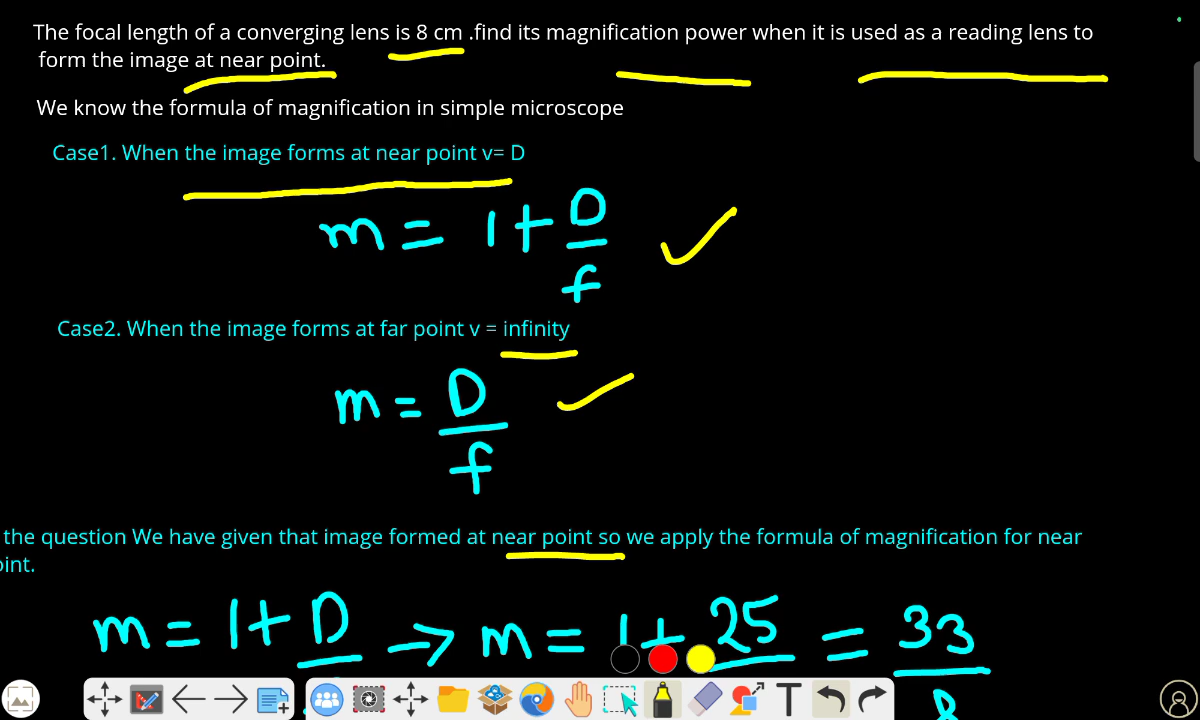 The focal length of a converging lens is 8 cm .find its magnification power when it is used as a reading lens to
form the image at near point.
We know the formula of magnification in simple microscope
Case1. When the image forms at near point v= D
m = 1 + D/f
Case2. When the image forms at far point v = infinity
m = D/f
the question We have given that image formed at near point so we apply the formula of magnification for near
oint.
m = 1 + D → m = 1 + 25 = 33/8
T